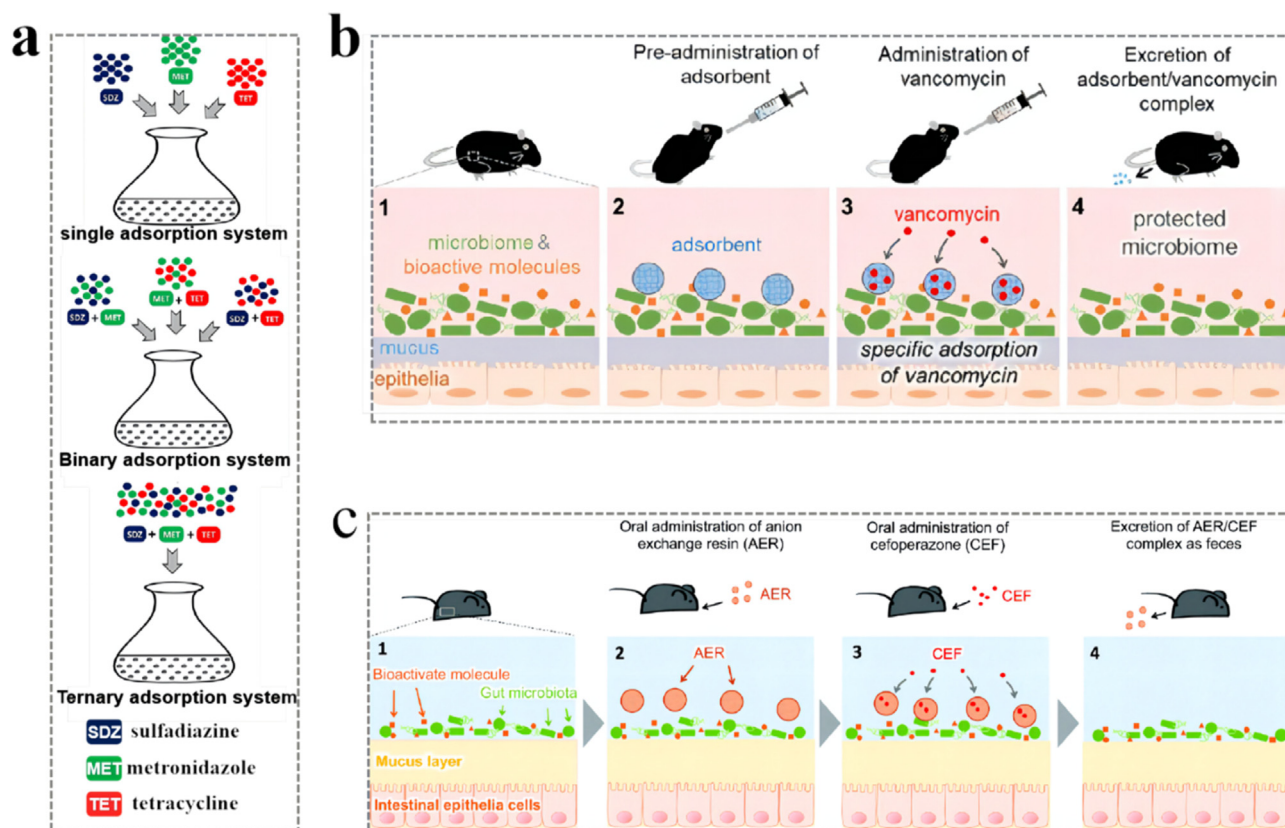 a
SDZ
MET
TET
single adsorption system
SDZ + MET
MET + TET
SDZ + TET
Binary adsorption system
SDZ + MET + TET
Ternary adsorption system
SDZ sulfadiazine
MET metronidazole
TET tetracycline
b
Pre-administration of
adsorbent
Administration of
vancomycin
Excretion of
adsorbent/vancomycin
complex
1
microbiome &
bioactive molecules
mucus
epithelia
2
adsorbent
3
vancomycin
specific adsorption
of vancomycin
4
protected
microbiome
c
Oral administration of anion
exchange resin (AER)
Oral administration of
cefoperazone (CEF)
Excretion of AER/CEF
complex as feces
AER
CEF
1
Bioactivate molecule
Gut microbiota
Mucus layer
Intestinal epithelia cells
2
AER
3
CEF
4